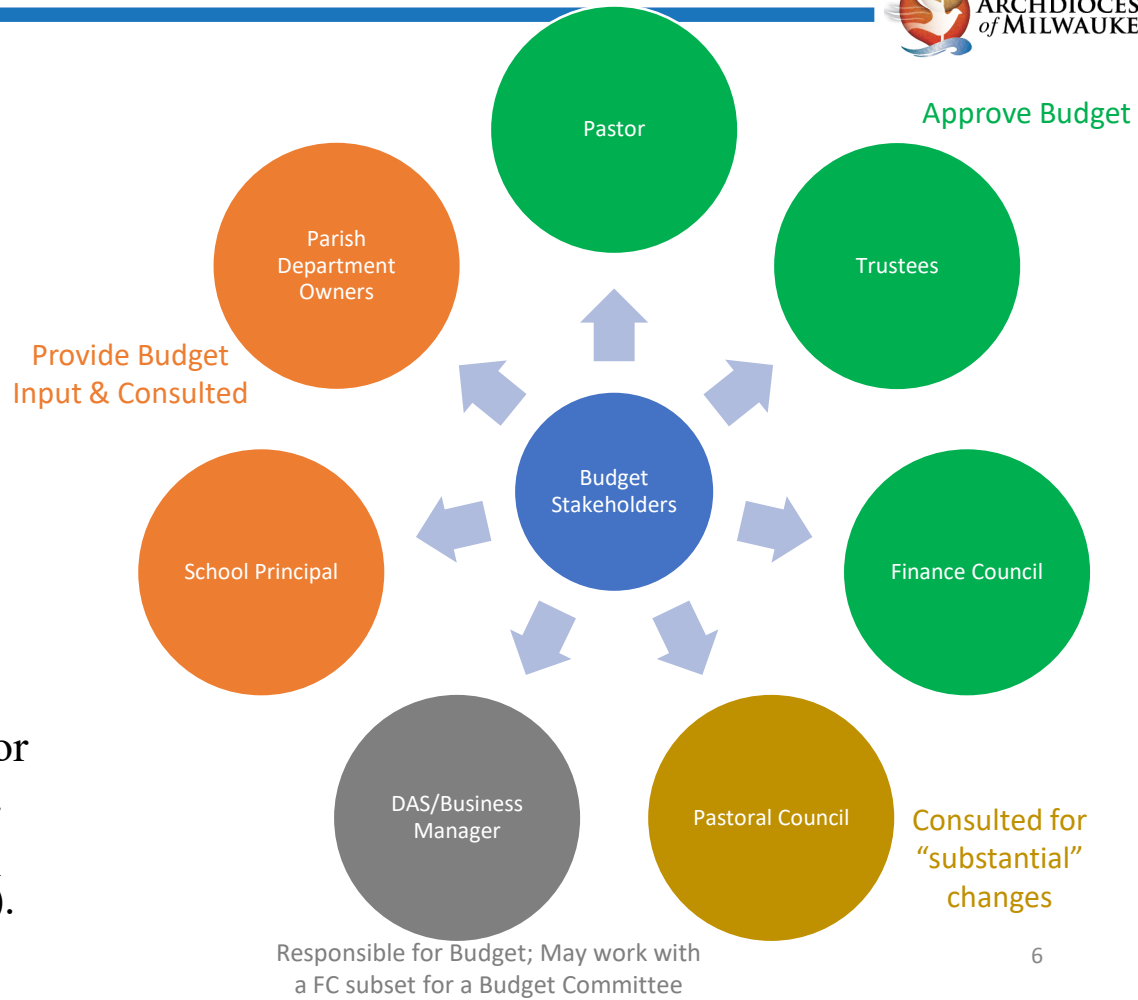 ARCHDIOCES
of MILWAUKE
Pastor
Approve Budget
Parish
Department
Owners
Trustees
Provide Budget
Input & Consulted
Budget
Stakeholders
School Principal
Finance Council
or
DAS/Business
Manager
Pastoral Council
Consulted for
“substantial”
changes
).
Responsible for Budget; May work with
a FC subset for a Budget Committee
6